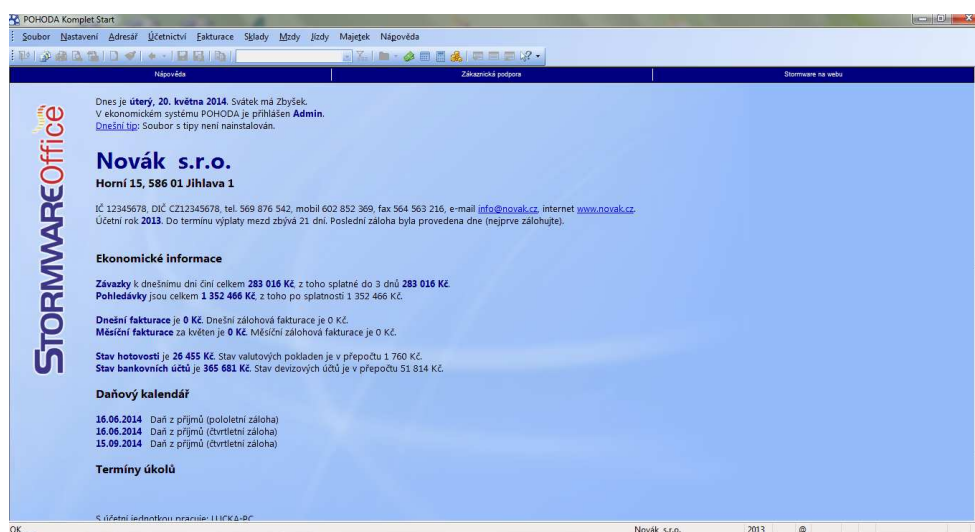 POHODA Komplet Start
Soubor Nastavení Adresář Účetnictví Fakturace Sklady Mzdy Jízdy Majetek Nápověda
Nápověda Zákaznická podpora Stormware na webu
STORMWARE Office
Dnes je úterý, 20. května 2014. Svátek má Zbyšek.
V ekonomickém systému POHODA je přihlášen Admin.
Dnešní tip: Soubor s tipy není nainstalován.
Novák s.r.o.
Horní 15, 586 01 Jihlava 1
IČ 12345678, DIČ CZ12345678, tel. 569 876 542, mobil 602 852 369, fax 564 563 216, e-mail info@novak.cz, internet www.novak.cz.
Účetní rok 2013. Do termínu výplaty mezd zbývá 21 dní. Poslední záloha byla provedena dne (nejprve zálohujte).
Ekonomické informace
Závazky k dnešnímu dni činí celkem 283 016 Kč, z toho splatné do 3 dnů 283 016 Kč.
Pohledávky jsou celkem 1 352 466 Kč, z toho po splatnosti 1 352 466 Kč.
Dnešní fakturace je 0 Kč. Dnešní zálohová fakturace je 0 Kč.
Měsíční fakturace za květen je 0 Kč. Měsíční zálohová fakturace je 0 Kč.
Stav hotovosti je 26 455 Kč. Stav valutových pokladen je v přepočtu 1 760 Kč.
Stav bankovních účtů je 365 681 Kč. Stav devizových účtů je v přepočtu 51 814 Kč.
Daňový kalendář
16.06.2014 Daň z příjmů (pololetní záloha)
16.06.2014 Daň z příjmů (čtvrtletní záloha)
15.09.2014 Daň z příjmů (čtvrtletní záloha)
Termíny úkolů
S účetní jednotkou pracuje: LUCKA-PC
OK Novák s.r.o. 2013 @